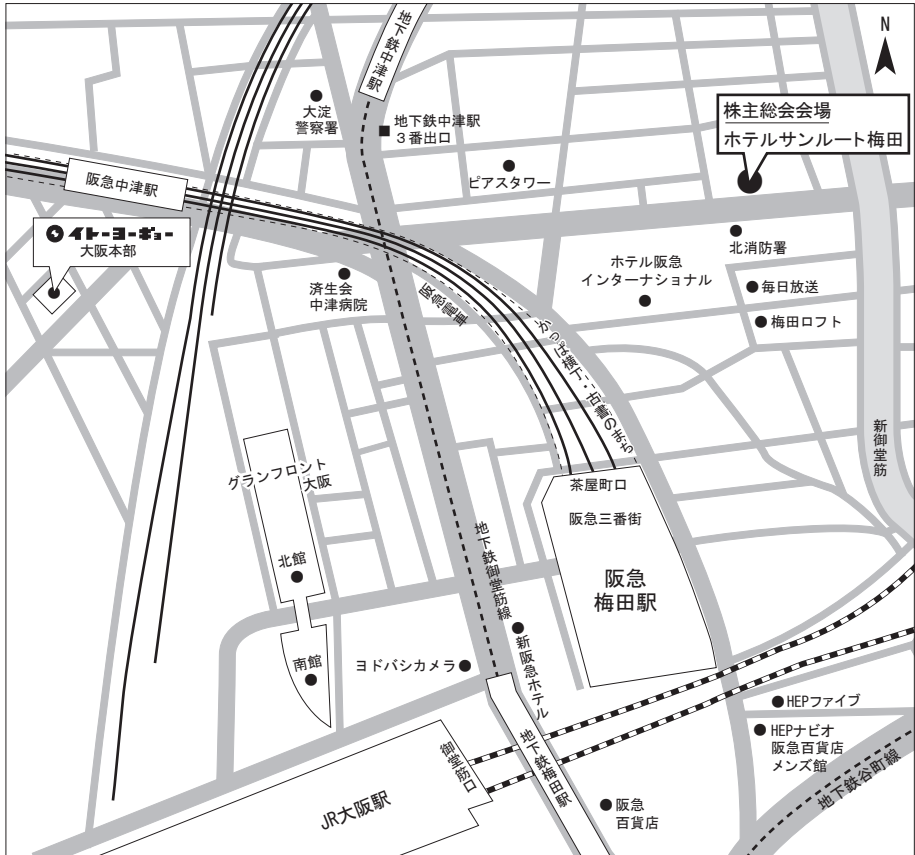 N
地下鉄中津駅
大淀
警察署
地下鉄中津駅
3番出口
株主総会会場
ホテルサンルート梅田
ピアスタワー
阪急中津駅
イトーヨーギョー
大阪本部
済生会
中津病院
阪急電車
北消防署
ホテル阪急
インターナショナル
毎日放送
梅田ロフト
かっぱ横丁・古書のまち
新御堂筋
グランフロント
大阪
茶屋町口
阪急三番街
阪急
梅田駅
地下鉄御堂筋線
北館
南館
新阪急ホテル
ヨドバシカメラ
HEPファイブ
HEPナビオ
阪急百貨店
メンズ館
地下鉄谷町線
御堂筋口
地下鉄梅田駅
JR大阪駅
阪急
百貨店